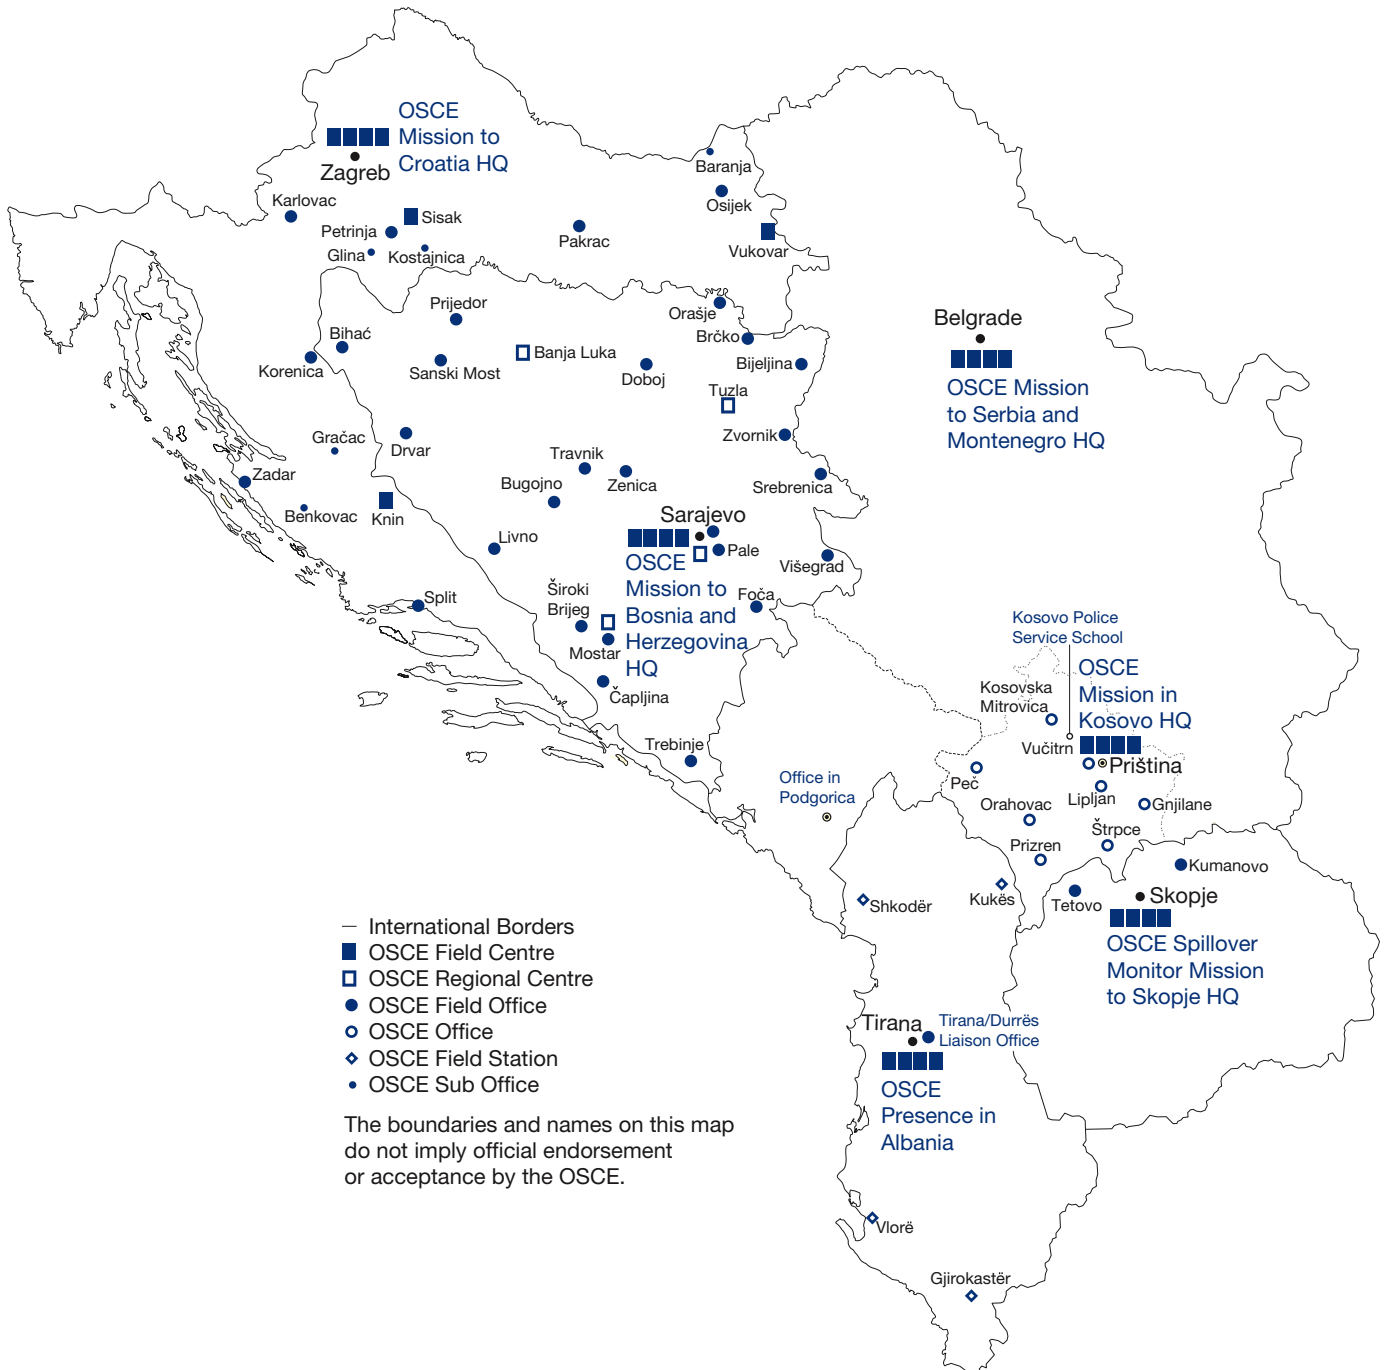 OSCE
Mission to
Croatia HQ
Zagreb
Baranja
Karlovac
Osijek
Sisak
Petrinja
Pakrac
Glina
Kostajnica
Vukovar
Prijedor
Orašje
Belgrade
Bihać
Brčko
Banja Luka
Korenica
Sanski Most
Doboj
Bijeljina
OSCE Mission
to Serbia and
Montenegro HQ
Tuzla
Gračac
Drvar
Zvornik
Travnik
Zadar
Bugojno
Zenica
Srebrenica
Benkovac
Knin
Sarajevo
Livno
Pale
Višegrad
OSCE
Mission to
Bosnia and
Herzegovina
HQ
Široki
Brijeg
Foča
Split
Mostar
Čapljina
Kosovo Police
Service School
OSCE
Mission in
Kosovo HQ
Kosovska
Mitrovica
Trebinje
Vučitrn
Priština
Office in
Podgorica
Peč
Lipljan
Orahovac
Gnjilane
Štrpce
Prizren
Kumanovo
Kukës
Tetovo
Skopje
Shkodër
OSCE Spillover
Monitor Mission
to Skopje HQ
International Borders
OSCE Field Centre
OSCE Regional Centre
OSCE Field Office
OSCE Office
OSCE Field Station
OSCE Sub Office
Tirana
Tirana/Durrës
Liaison Office
OSCE
Presence in
Albania
The boundaries and names on this map
do not imply official endorsement
or acceptance by the OSCE.
Vlorë
Gjirokastër